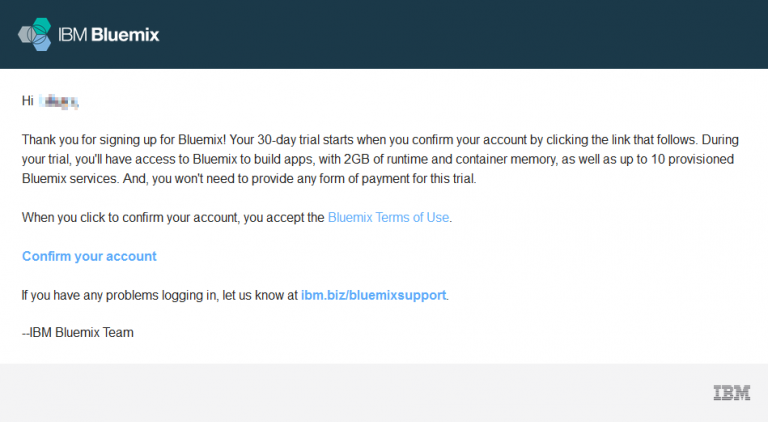 IBM Bluemix
Hi
Thank you for signing up for Bluemix! Your 30-day trial starts when you confirm your account by clicking the link that follows. During
your trial, you'll have access to Bluemix to build apps, with 2GB of runtime and container memory, as well as up to 10 provisioned
Bluemix services. And, you won't need to provide any form of payment for this trial.
When you click to confirm your account, you accept the Bluemix Terms of Use.
Confirm your account
If you have any problems logging in, let us know at ibm.biz/bluemixsupport.
--IBM Bluemix Team
IBM